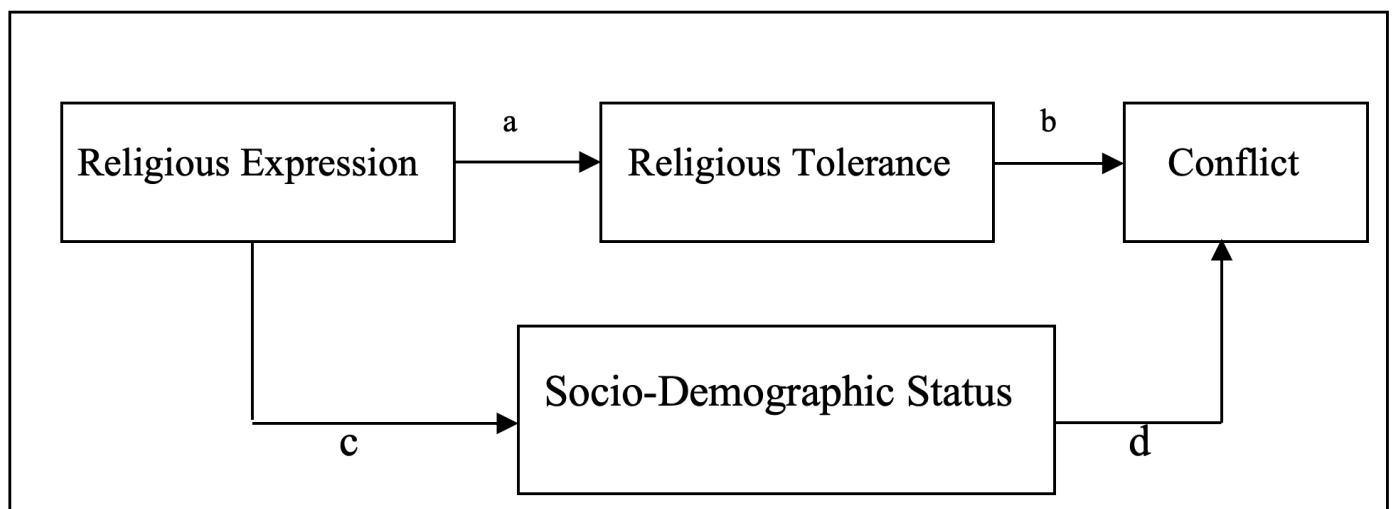 a
b
Religious Expression
Religious Tolerance
Conflict
Socio-Demographic Status
c
d